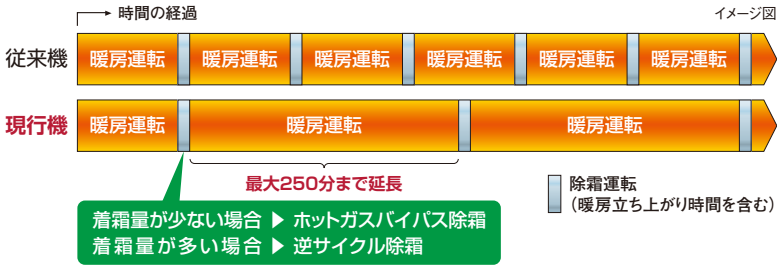 時間の経過
イメージ図
従来機
暖房運転 暖房運転 暖房運転 暖房運転 暖房運転 暖房運転
現行機
暖房運転 暖房運転 暖房運転
最大250分まで延長
除霜運転
（暖房立ち上がり時間を含む）
着霜量が少ない場合 ▶ ホットガスバイパス除霜
着霜量が多い場合 ▶ 逆サイクル除霜